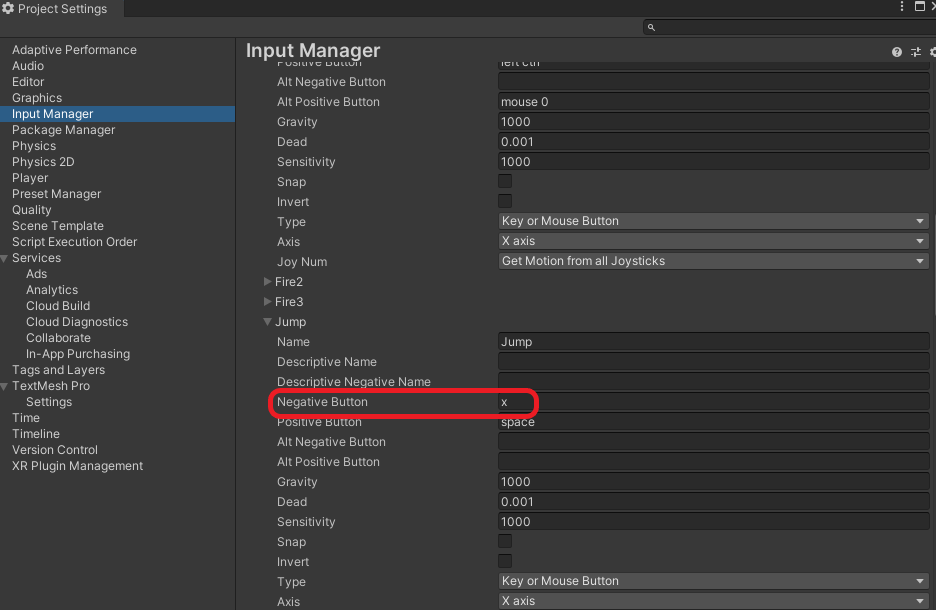 Project Settings
Adaptive Performance
Audio
Editor
Graphics
Input Manager
Package Manager
Physics
Physics 2D
Player
Preset Manager
Quality
Scene Template
Script Execution Order
Services
Ads
Analytics
Cloud Build
Cloud Diagnostics
Collaborate
In-App Purchasing
Tags and Layers
TextMesh Pro
Settings
Time
Timeline
Version Control
XR Plugin Management
Input Manager
Positive Button left ctrl
Alt Negative Button
Alt Positive Button mouse 0
Gravity 1000
Dead 0.001
Sensitivity 1000
Snap
Invert
Type Key or Mouse Button
Axis X axis
Joy Num Get Motion from all Joysticks
Fire2
Fire3
Jump
Name Jump
Descriptive Name
Descriptive Negative Name
Negative Button x
Positive Button space
Alt Negative Button
Alt Positive Button
Gravity 1000
Dead 0.001
Sensitivity 1000
Snap
Invert
Type Key or Mouse Button
Axis X axis